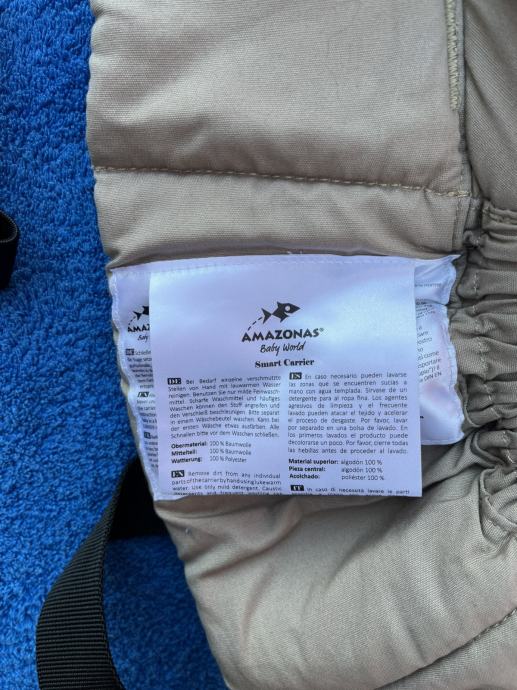 AMAZONAS®
Baby World
Smart Carrier
DE Bei Bedarf einzelne verschmutzte
Stellen von Hand mit lauwarmen Wasser
reinigen. Benutzen Sie nur milde Feinwasch-
mittel. Scharfe Waschmittel und häufiges
Waschen können den Stoff angreifen und
den Verschleiß beschleunigen. Bitte separat
in einem Wäschebeutel waschen. Kann bei
der ersten Wäsche etwas ausfärben. Alle
Schnallen bitte vor dem Waschen schließen.
Obermaterial: 100 % Baumwolle
Mittelteil: 100 % Baumwolle
Wattierung: 100 % Polyester
EN Remove dirt from any individual
parts of the carrier by hand using luke warm
water. Use only mild detergent. Caustic
ES En caso necesario pueden lavarse
las zonas que se encuentren sucias a
mano con agua templada. Sírvase de un
detergente para al ropa fina. Los agentes
agresivos de limpieza y el frecuente
lavado pueden atacar el tejido y acelerar
el proceso de desgaste. Por favor, lavar
por separado en una bolsa de lavado. En
los primeros lavados el producto puede
decolorarse un poco. Por favor, cierre todas
las hebillas antes de proceder al lavado.
Material superior: algodón 100 %
Pieza central: algodón 100 %
Acolchado: poliéster 100 %
IT In caso di necessità lavare le parti